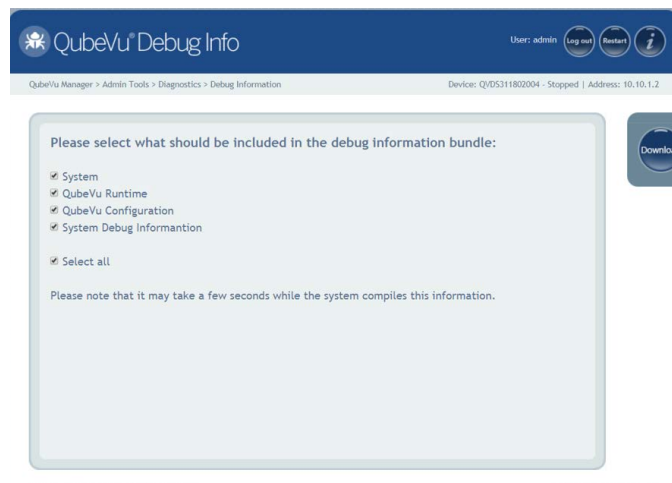 QubeVu® Debug Info
User: admin
Log out
Restart
i
QubeVu Manager > Admin Tools > Diagnostics > Debug Information
Device: QVDS311802004 - Stopped | Address: 10.10.1.2
Please select what should be included in the debug information bundle:
Downlo
System
QubeVu Runtime
QubeVu Configuration
System Debug Informantion
Select all
Please note that it may take a few seconds while the system compiles this information.